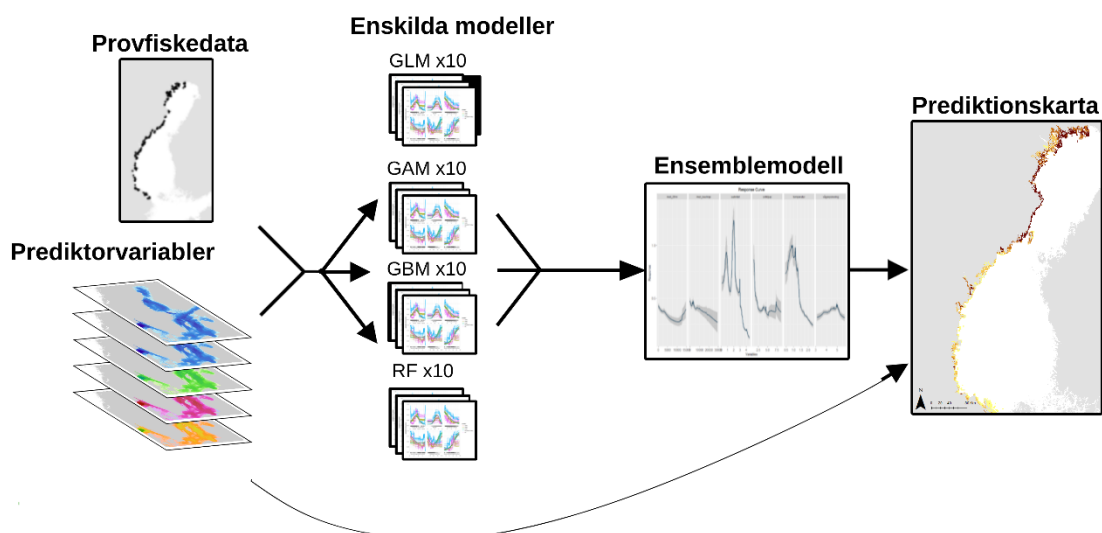 Provfiskedata
Prediktorvariabler
Enskilda modeller
GLM x10
GAM x10
GBM x10
RF x10
Ensemblemodell
Response Curve
Prediktionskarta
N